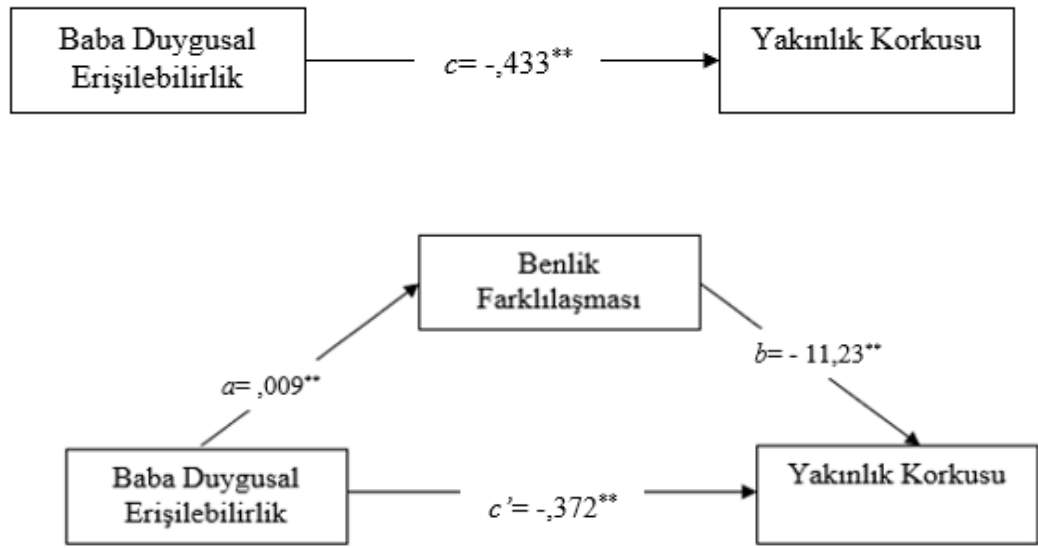 Baba Duygusal
Erişilebilirlik
c= -,433**
Yakınlık Korkusu
Benlik
Farklılaşması
a= ,009**
b= - 11,23**
Baba Duygusal
Erişilebilirlik
c’= -,372**
Yakınlık Korkusu